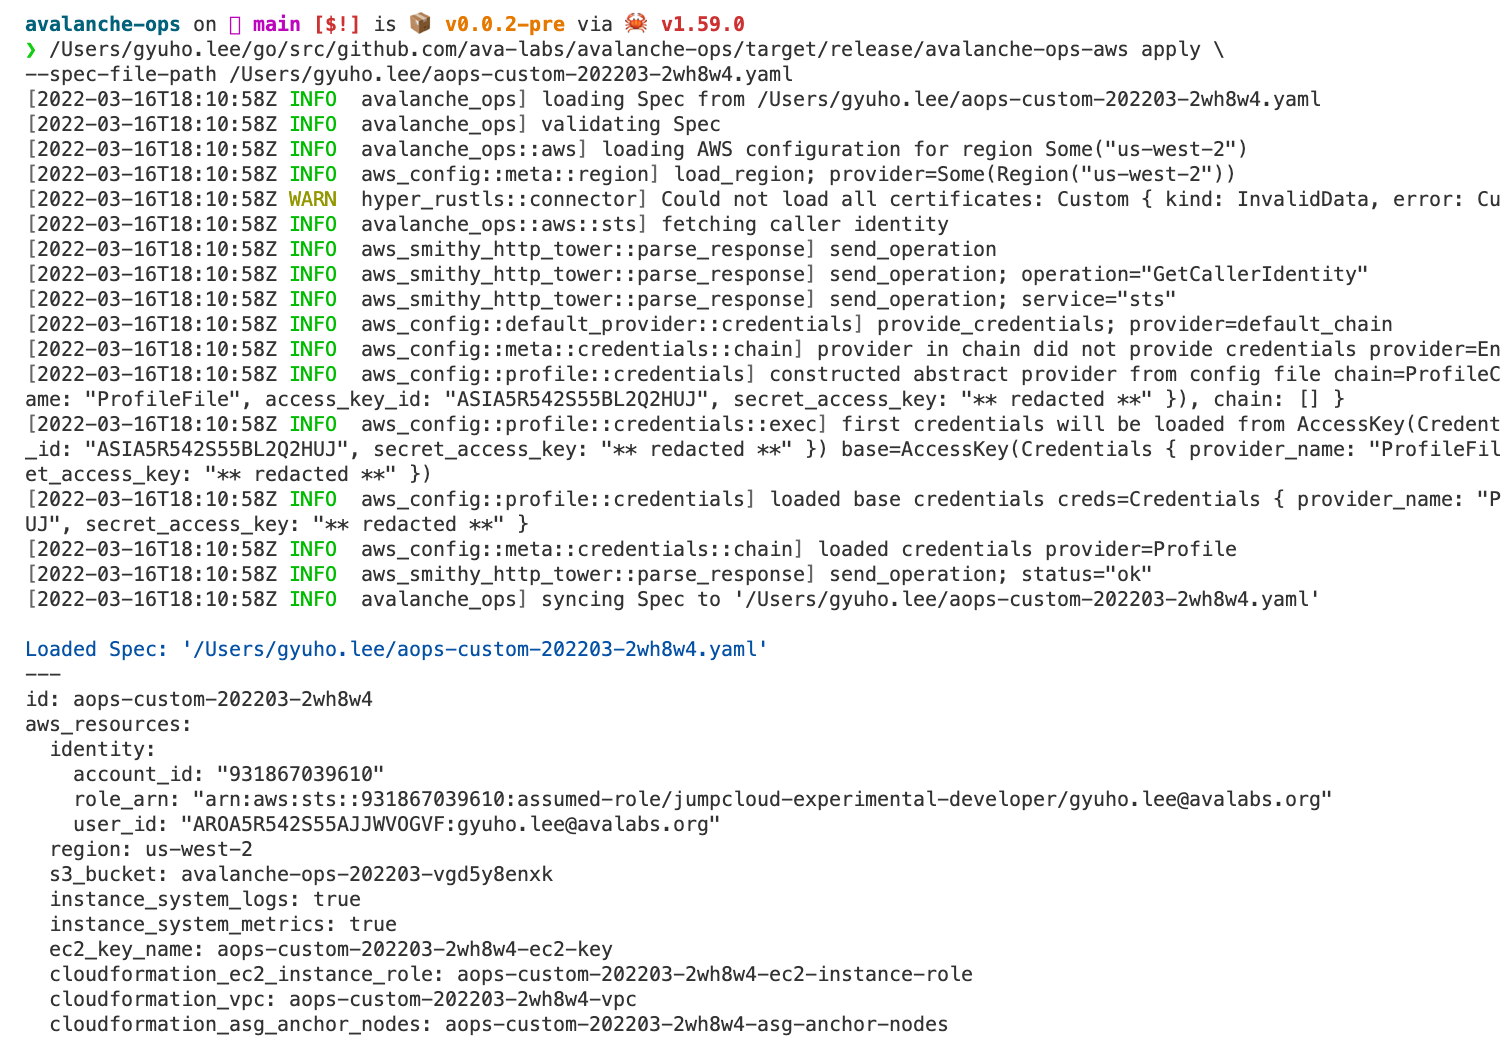 avalanche-ops on  main [$!] is 📦 v0.0.2-pre via 🦀 v1.59.0
❯ /Users/gyuho.lee/go/src/github.com/ava-labs/avalanche-ops/target/release/avalanche-ops-aws apply \
--spec-file-path /Users/gyuho.lee/aops-custom-202203-2wh8w4.yaml
[2022-03-16T18:10:58Z INFO  avalanche_ops] loading Spec from /Users/gyuho.lee/aops-custom-202203-2wh8w4.yaml
[2022-03-16T18:10:58Z INFO  avalanche_ops] validating Spec
[2022-03-16T18:10:58Z INFO  avalanche_ops::aws] loading AWS configuration for region Some("us-west-2")
[2022-03-16T18:10:58Z INFO  aws_config::meta::region] load_region; provider=Some(Region("us-west-2"))
[2022-03-16T18:10:58Z WARN  hyper_rustls::connector] Could not load all certificates: Custom { kind: InvalidData, error: Cu
[2022-03-16T18:10:58Z INFO  avalanche_ops::aws::sts] fetching caller identity
[2022-03-16T18:10:58Z INFO  aws_smithy_http_tower::parse_response] send_operation
[2022-03-16T18:10:58Z INFO  aws_smithy_http_tower::parse_response] send_operation; operation="GetCallerIdentity"
[2022-03-16T18:10:58Z INFO  aws_smithy_http_tower::parse_response] send_operation; service="sts"
[2022-03-16T18:10:58Z INFO  aws_config::default_provider::credentials] provide_credentials; provider=default_chain
[2022-03-16T18:10:58Z INFO  aws_config::meta::credentials::chain] provider in chain did not provide credentials provider=En
[2022-03-16T18:10:58Z INFO  aws_config::profile::credentials] constructed abstract provider from config file chain=ProfileC
ame: "ProfileFile", access_key_id: "ASIA5R542S55BL2Q2HUJ", secret_access_key: "** redacted **" }), chain: [] }
[2022-03-16T18:10:58Z INFO  aws_config::profile::credentials::exec] first credentials will be loaded from AccessKey(Credent
_id: "ASIA5R542S55BL2Q2HUJ", secret_access_key: "** redacted **" }) base=AccessKey(Credentials { provider_name: "ProfileFil
et_access_key: "** redacted **" })
[2022-03-16T18:10:58Z INFO  aws_config::profile::credentials] loaded base credentials creds=Credentials { provider_name: "P
UJ", secret_access_key: "** redacted **" }
[2022-03-16T18:10:58Z INFO  aws_config::meta::credentials::chain] loaded credentials provider=Profile
[2022-03-16T18:10:58Z INFO  aws_smithy_http_tower::parse_response] send_operation; status="ok"
[2022-03-16T18:10:58Z INFO  avalanche_ops] syncing Spec to '/Users/gyuho.lee/aops-custom-202203-2wh8w4.yaml'
Loaded Spec: '/Users/gyuho.lee/aops-custom-202203-2wh8w4.yaml'
---
id: aops-custom-202203-2wh8w4
aws_resources:
  identity:
    account_id: "931867039610"
    role_arn: "arn:aws:sts::931867039610:assumed-role/jumpcloud-experimental-developer/gyuho.lee@avalabs.org"
    user_id: "AROA5R542S55AJJWVOGVF:gyuho.lee@avalabs.org"
  region: us-west-2
  s3_bucket: avalanche-ops-202203-vgd5y8enxk
  instance_system_logs: true
  instance_system_metrics: true
  ec2_key_name: aops-custom-202203-2wh8w4-ec2-key
  cloudformation_ec2_instance_role: aops-custom-202203-2wh8w4-ec2-instance-role
  cloudformation_vpc: aops-custom-202203-2wh8w4-vpc
  cloudformation_asg_anchor_nodes: aops-custom-202203-2wh8w4-asg-anchor-nodes